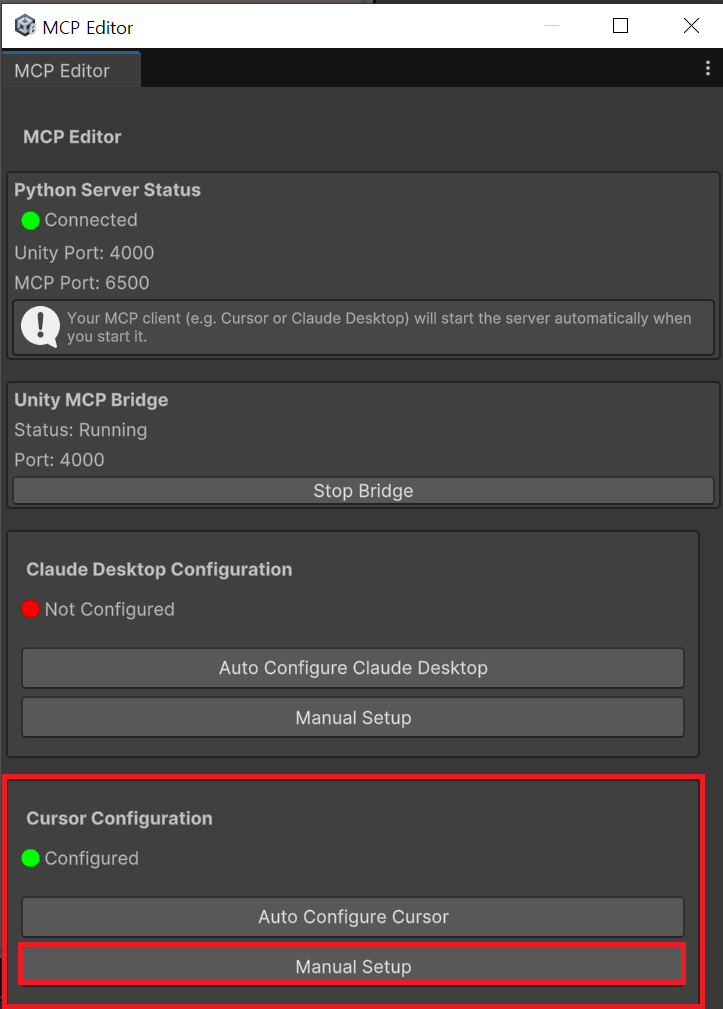 MCP Editor
MCP Editor
MCP Editor
Python Server Status
Connected
Unity Port: 4000
MCP Port: 6500
Your MCP client (e.g. Cursor or Claude Desktop) will start the server automatically when
you start it.
Unity MCP Bridge
Status: Running
Port: 4000
Stop Bridge
Claude Desktop Configuration
Not Configured
Auto Configure Claude Desktop
Manual Setup
Cursor Configuration
Configured
Auto Configure Cursor
Manual Setup